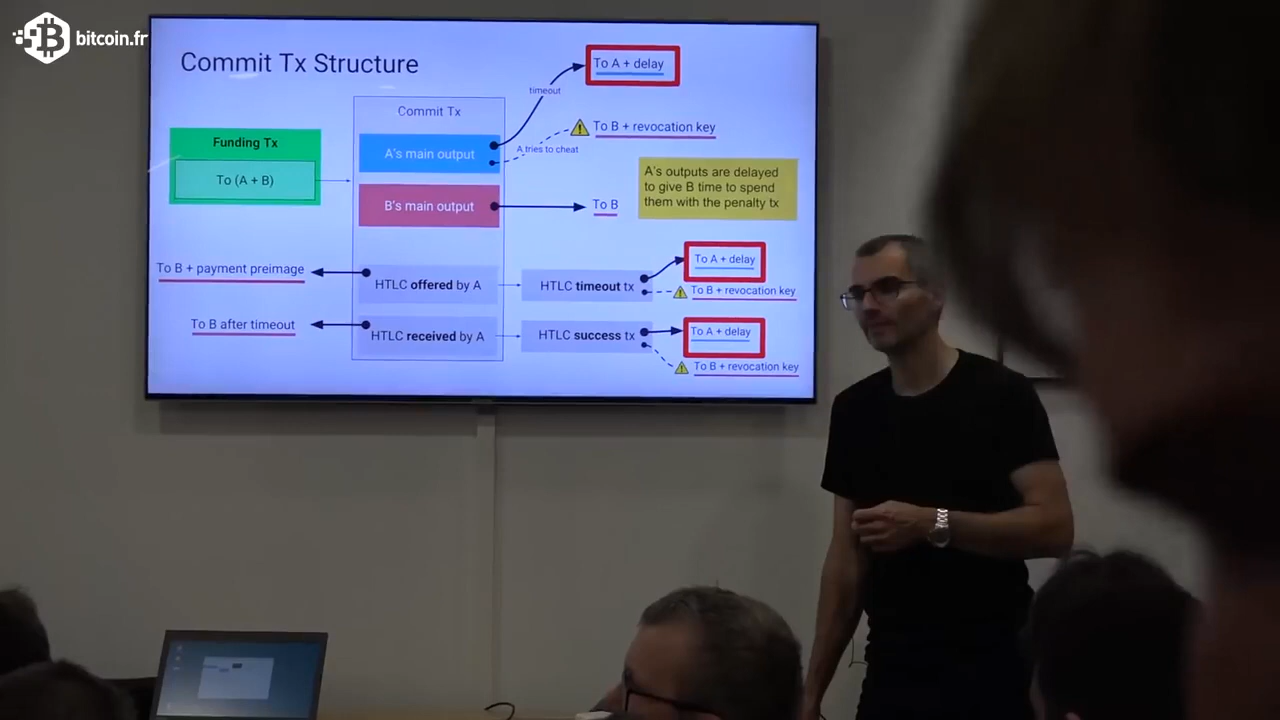 bitcoin.fr
Commit Tx Structure
To A + delay
timeout
Commit Tx
To B + revocation key
Funding Tx
A's main output
A tries to cheat
A's outputs are delayed
to give B time to spend
them with the penalty tx
To (A + B)
B's main output
To B
To B + payment preimage
HTLC offered by A
HTLC timeout tx
To A + delay
To B + revocation key
To B after timeout
HTLC received by A
HTLC success tx
To A + delay
To B + revocation key